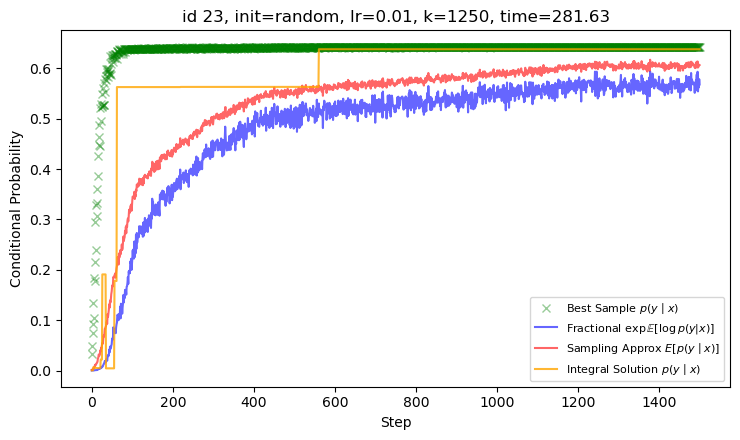 id 23, init=random, lr=0.01, k=1250, time=281.63
Conditional Probability
0.6
0.5
0.4
0.3
0.2
0.1
0.0
0 200 400 600 800 1000 1200 1400
Step
Best Sample p(y | x)
Fractional exp𝔼[log p(y|x)]
Sampling Approx E[p(y | x)]
Integral Solution p(y | x)